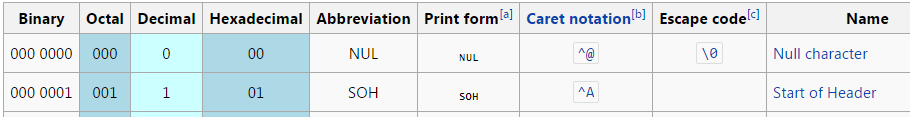 Binary Octal Decimal Hexadecimal Abbreviation Print form[a] Caret notation[b] Escape code[c] Name
000 0000 000 0 00 NUL NUL ^@ \0 Null character
000 0001 001 1 01 SOH SOH ^A Start of Header